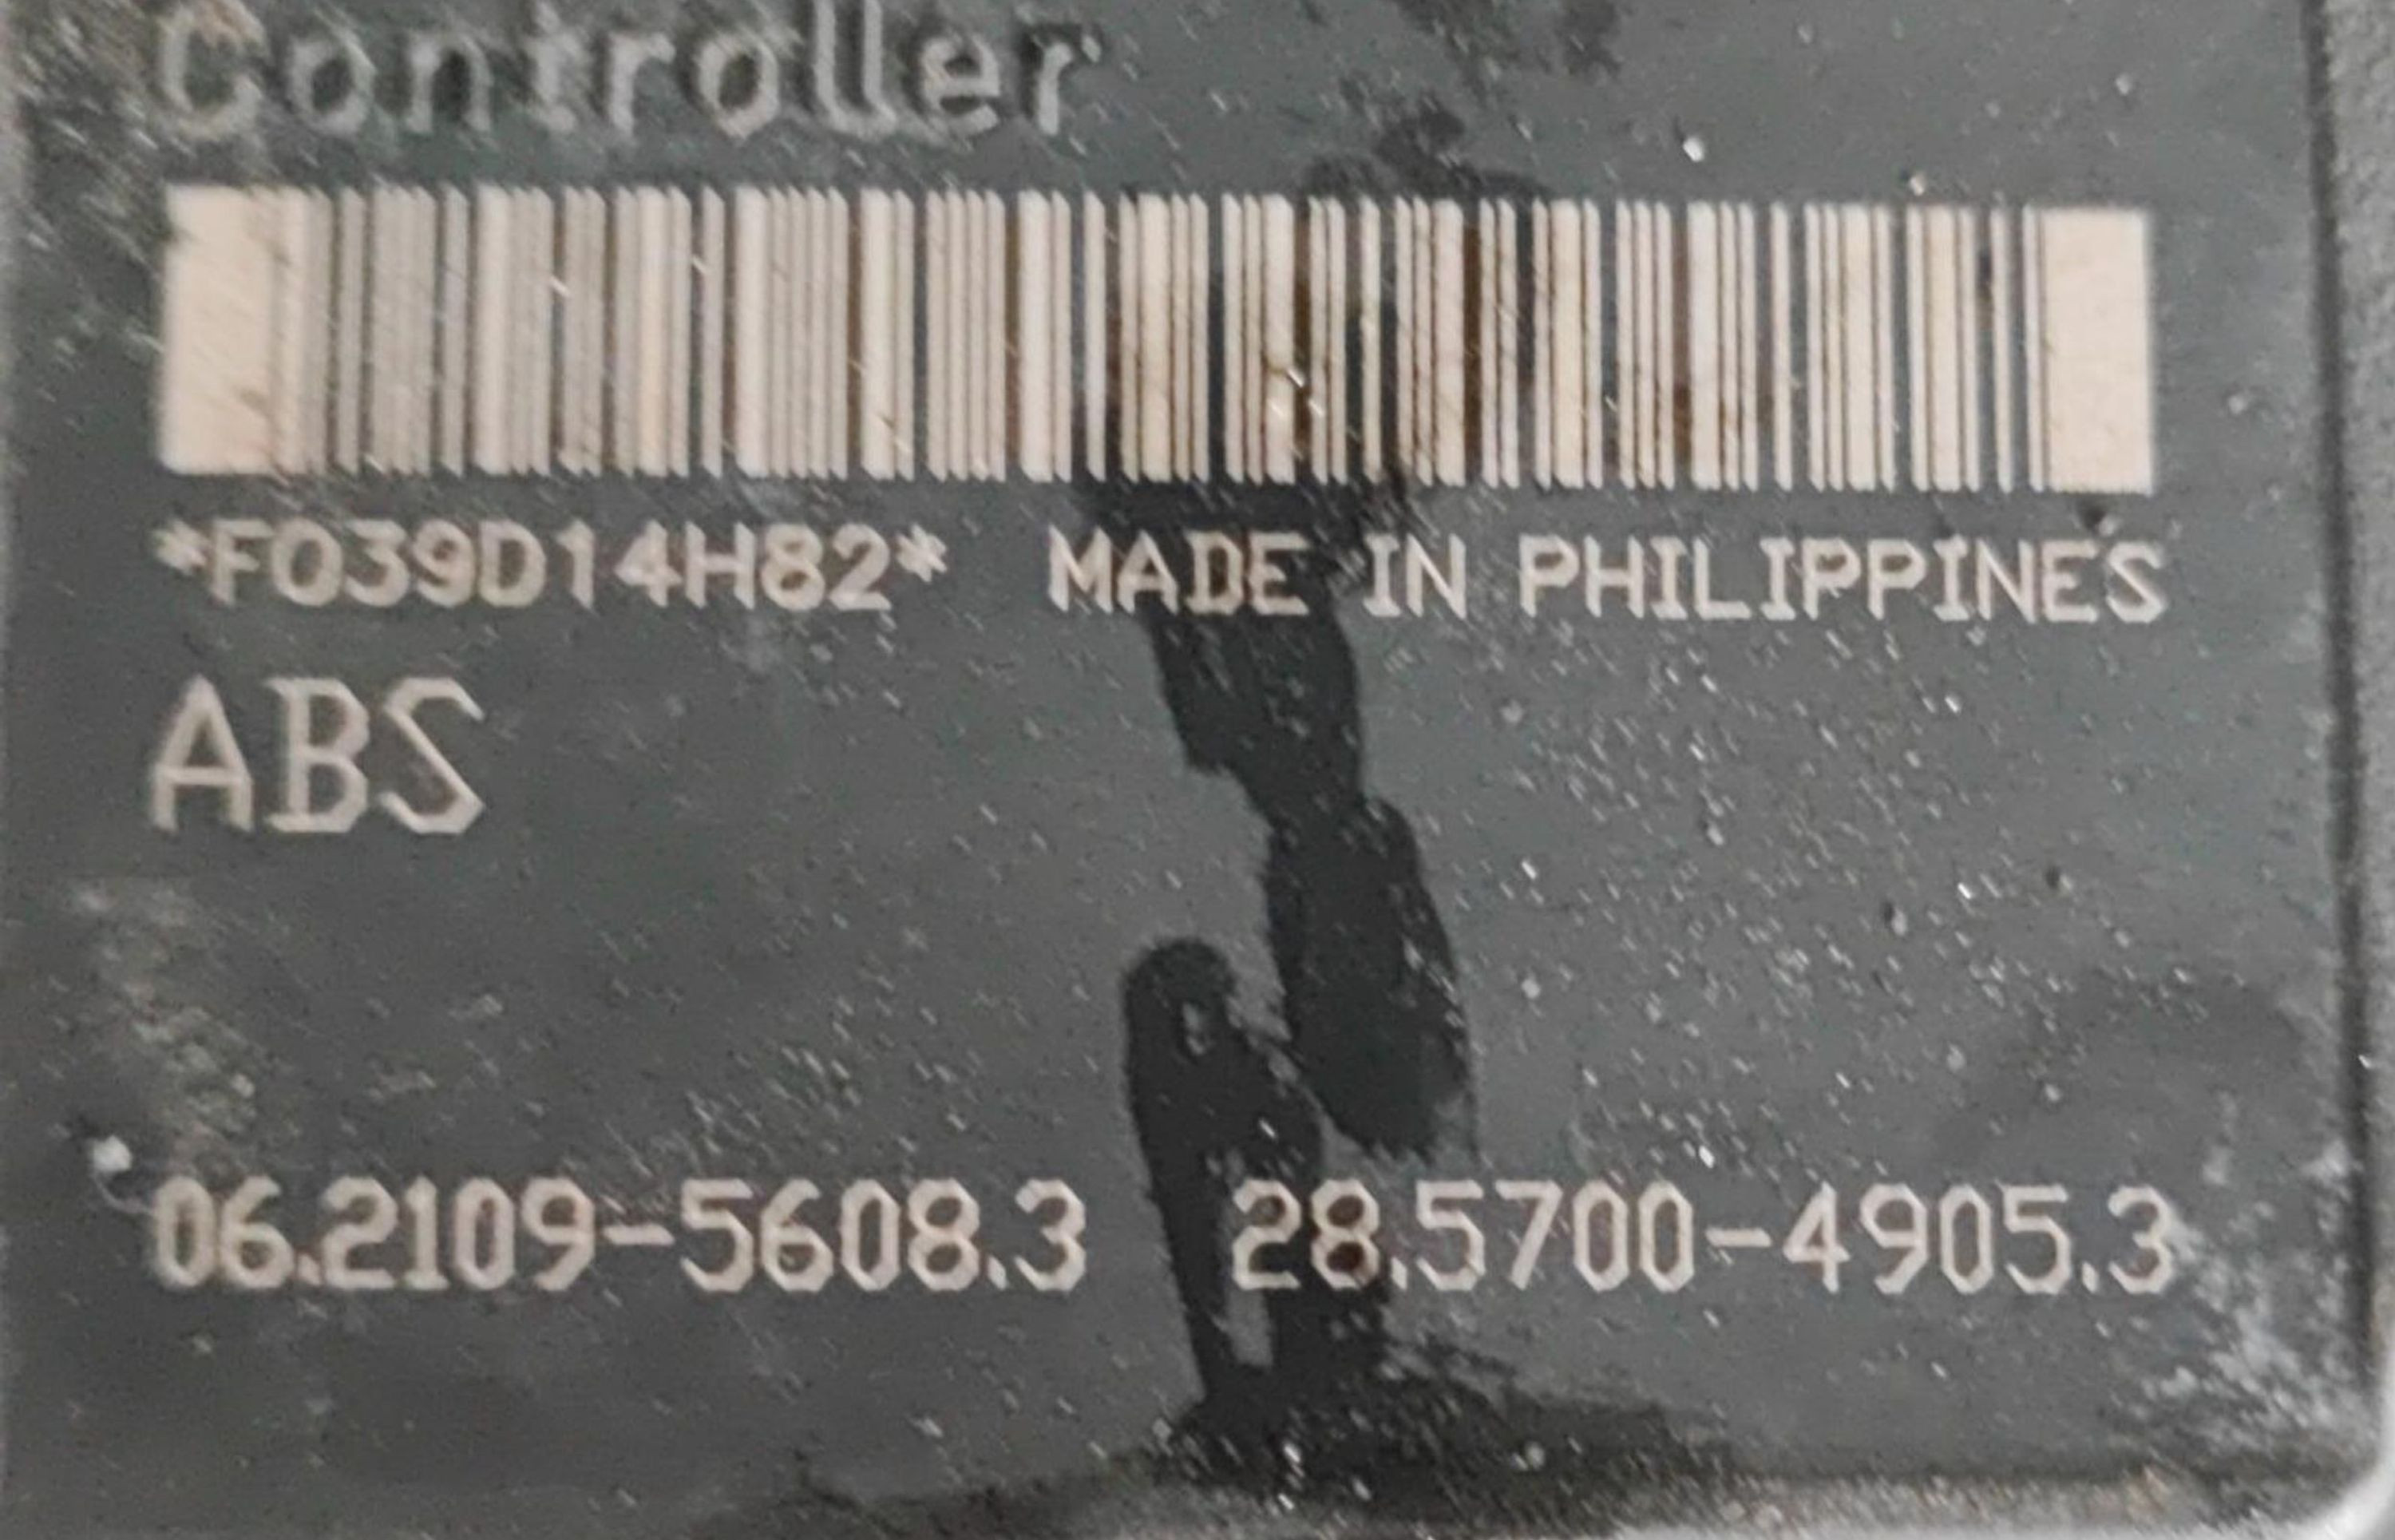 Controller
*F039D14H82* MADE IN PHILIPPINES
ABS
06.2109-5608.3 28.5700-4905.3